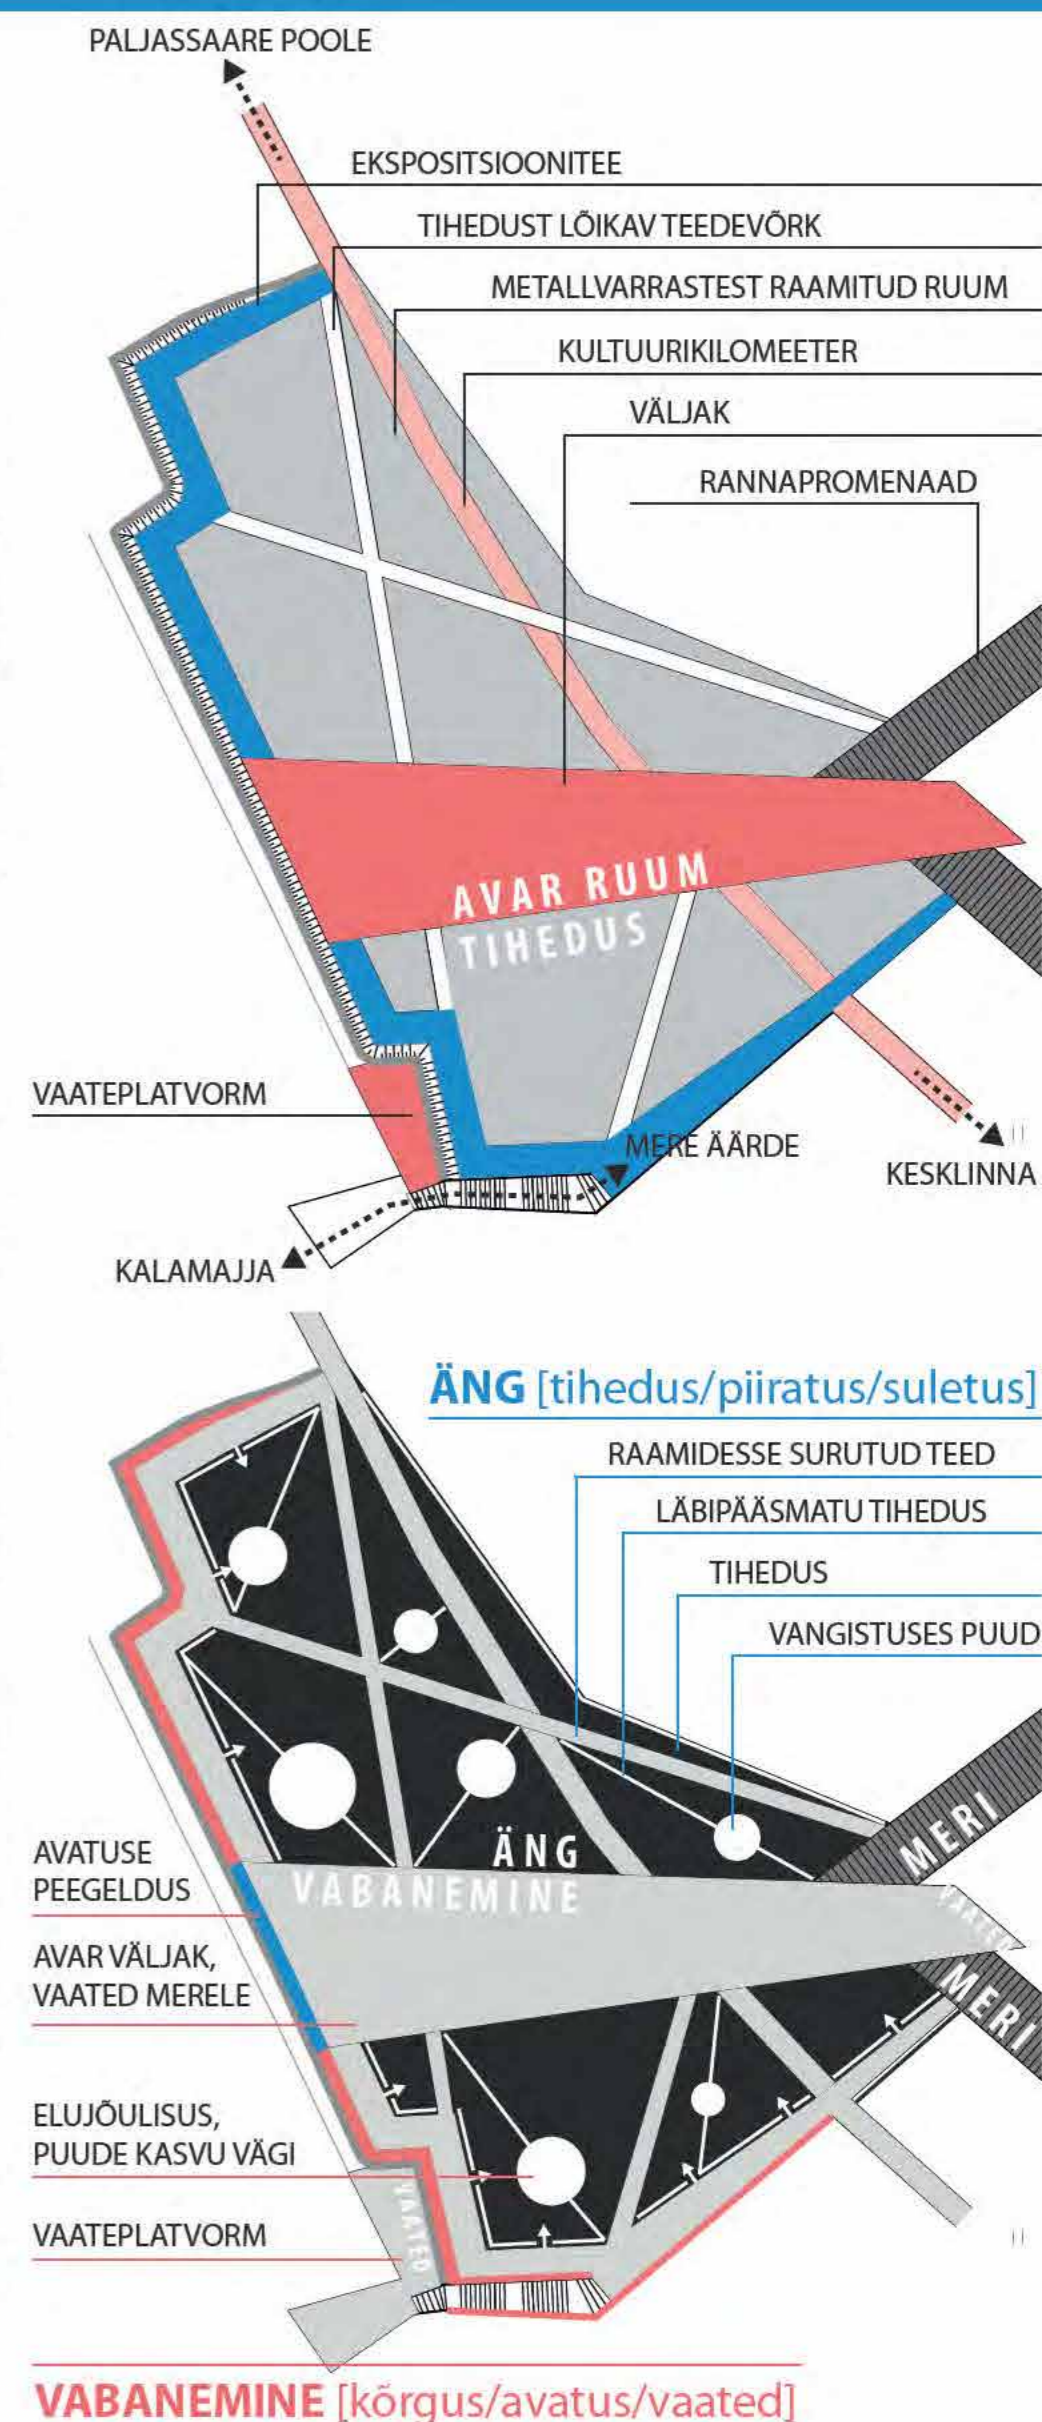 PALJASSAARE POOLE
EKSPOSITSIOONITEE
TIHEDUST LÕIKAV TEEDEVÕRK
METALLVARRASTEST RAAMITUD RUUM
KULTUURIKILOMEETER
VÄLJAK
RANNAPROMENAAD
AVAR RUUM
TIHEDUS
VAATEPLATVORM
MERE ÄÄRDE
KESKLINNA
KALAMAJJA
ÄNG [tihedus/piiratus/suletus]
RAAMIDESSE SURUTUD TEED
LÄBIPÄÄSMATU TIHEDUS
TIHEDUS
VANGISTUSES PUUD
MERI
ÄNG
VABANEMINE
VAATED
MERI
AVATUSE
PEEGELDUS
AVAR VÄLJAK,
VAATED MERELE
ELUJÕULISUS,
PUUDE KASVU VÄGI
VAATED
VAATEPLATVORM
VABANEMINE [kõrgus/avatus/vaated]